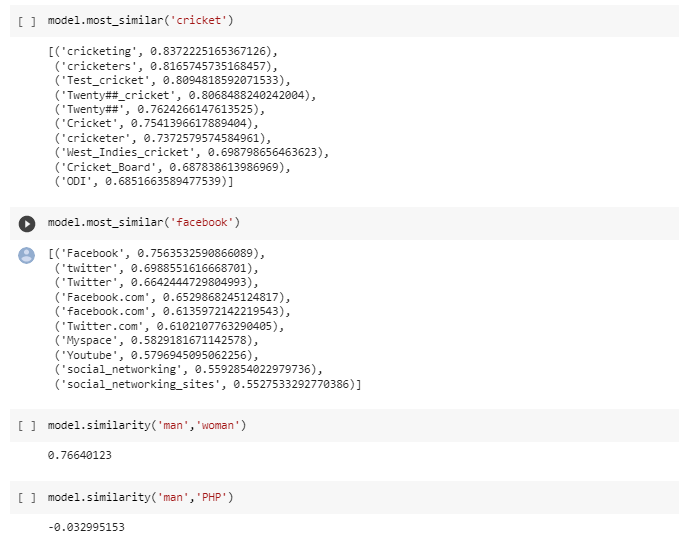 [ ] model.most_similar('cricket')
[('cricketing', 0.8372225165367126),
('cricketers', 0.8165745735168457),
('Test_cricket', 0.8094818592071533),
('Twenty##_cricket', 0.8068488240242004),
('Twenty##', 0.7624266147613525),
('Cricket', 0.7541396617889404),
('cricketer', 0.7372579574584961),
('West_Indies_cricket', 0.698798656463623),
('Cricket_Board', 0.687838613986969),
('ODI', 0.6851663589477539)]
model.most_similar('facebook')
[('Facebook', 0.7563532590866089),
('twitter', 0.6988551616668701),
('Twitter', 0.6642444729804993),
('Facebook.com', 0.6529868245124817),
('facebook.com', 0.6135972142219543),
('Twitter.com', 0.6102107763290405),
('Myspace', 0.5829181671142578),
('Youtube', 0.5796945095062256),
('social_networking', 0.5592854022979736),
('social_networking_sites', 0.5527533292770386)]
[ ] model.similarity('man','woman')
0.76640123
[ ] model.similarity('man','PHP')
-0.032995153